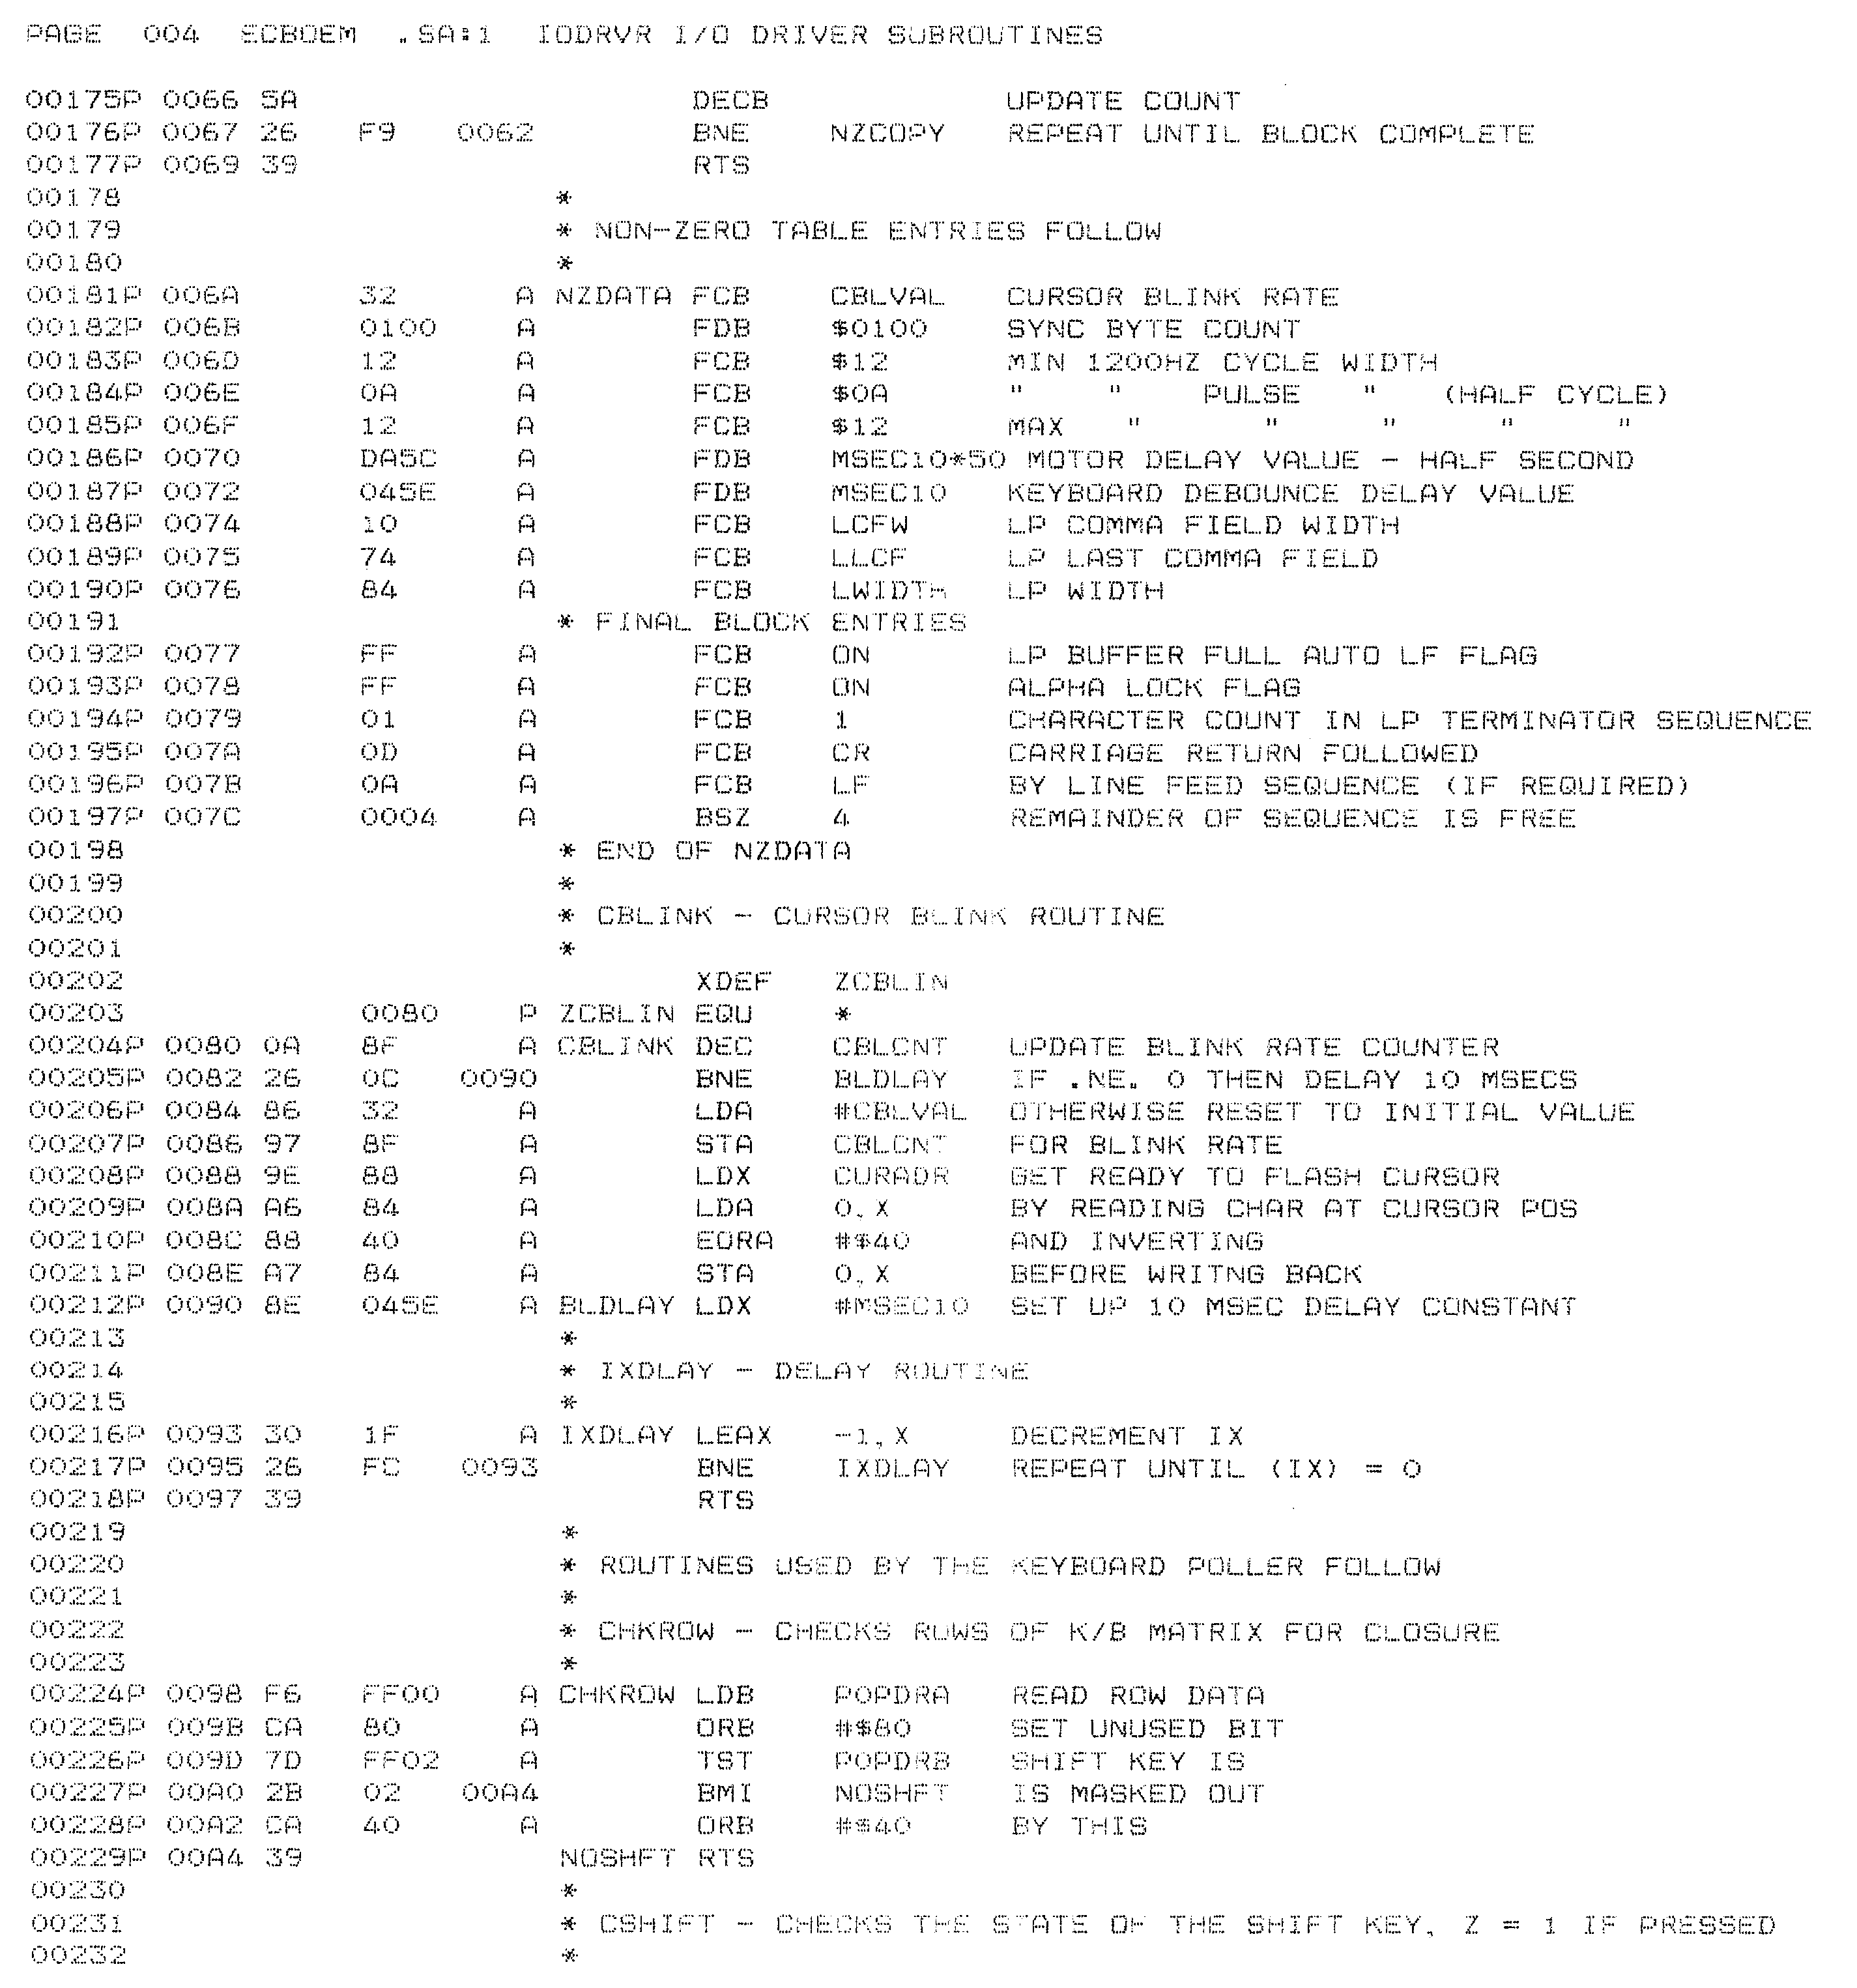 PAGE  004  ECBOEM  .SA:1  IODRVR I/O DRIVER SUBROUTINES
00175P 0066 5A                    DECB            UPDATE COUNT
00176P 0067 26   F9   0062        BNE    NZCOPY   REPEAT UNTIL BLOCK COMPLETE
00177P 0069 39                    RTS
00178                      *
00179                      * NON-ZERO TABLE ENTRIES FOLLOW
00180                      *
00181P 006A      32      A NZDATA FCB    CBLVAL   CURSOR BLINK RATE
00182P 006B      0100    A        FDB    $0100    SYNC BYTE COUNT
00183P 006D      12      A        FCB    $12      MIN 1200HZ CYCLE WIDTH
00184P 006E      0A      A        FCB    $0A      "    "    PULSE   "   (HALF CYCLE)
00185P 006F      12      A        FCB    $12      MAX   "      "     "     "     "
00186P 0070      DA5C    A        FDB    MSEC10*50 MOTOR DELAY VALUE - HALF SECOND
00187P 0072      045E    A        FDB    MSEC10   KEYBOARD DEBOUNCE DELAY VALUE
00188P 0074      10      A        FCB    LCFW     LP COMMA FIELD WIDTH
00189P 0075      74      A        FCB    LLCF     LP LAST COMMA FIELD
00190P 0076      84      A        FCB    LWIDTH   LP WIDTH
00191                      * FINAL BLOCK ENTRIES
00192P 0077      FF      A        FCB    ON       LP BUFFER FULL AUTO LF FLAG
00193P 0078      FF      A        FCB    ON       ALPHA LOCK FLAG
00194P 0079      01      A        FCB    1        CHARACTER COUNT IN LP TERMINATOR SEQUENCE
00195P 007A      0D      A        FCB    CR       CARRIAGE RETURN FOLLOWED
00196P 007B      0A      A        FCB    LF       BY LINE FEED SEQUENCE (IF REQUIRED)
00197P 007C      0004    A        BSZ    4        REMAINDER OF SEQUENCE IS FREE
00198                      * END OF NZDATA
00199                      *
00200                      * CBLINK - CURSOR BLINK ROUTINE
00201                      *
00202                             XDEF   ZCBLIN
00203            0080    P ZCBLIN EQU    *
00204P 0080 0A   8F      A CBLINK DEC    CBLCNT   UPDATE BLINK RATE COUNTER
00205P 0082 26   0C   0090        BNE    BLDLAY   IF .NE. 0 THEN DELAY 10 MSECS
00206P 0084 86   32      A        LDA    #CBLVAL  OTHERWISE RESET TO INITIAL VALUE
00207P 0086 97   8F      A        STA    CBLCNT   FOR BLINK RATE
00208P 0088 9E   88      A        LDX    CURADR   GET READY TO FLASH CURSOR
00209P 008A A6   84      A        LDA    0,X      BY READING CHAR AT CURSOR POS
00210P 008C 88   40      A        EORA   #$40     AND INVERTING
00211P 008E A7   84      A        STA    0,X      BEFORE WRITNG BACK
00212P 0090 8E   045E    A BLDLAY LDX    #MSEC10  SET UP 10 MSEC DELAY CONSTANT
00213                      *
00214                      * IXDLAY - DELAY ROUTINE
00215                      *
00216P 0093 30   1F      A IXDLAY LEAX   -1,X     DECREMENT IX
00217P 0095 26   FC   0093        BNE    IXDLAY   REPEAT UNTIL (IX) = 0
00218P 0097 39                    RTS
00219                      *
00220                      * ROUTINES USED BY THE KEYBOARD POLLER FOLLOW
00221                      *
00222                      * CHKROW - CHECKS ROWS OF K/B MATRIX FOR CLOSURE
00223                      *
00224P 0098 F6   FF00    A CHKROW LDB    POPDRA   READ ROW DATA
00225P 009B CA   80      A        ORB    #$80     SET UNUSED BIT
00226P 009D 7D   FF02    A        TST    POPDRB   SHIFT KEY IS
00227P 00A0 2B   02   00A4        BMI    NOSHFT   IS MASKED OUT
00228P 00A2 CA   40      A        ORB    #$40     BY THIS
00229P 00A4 39             NOSHFT RTS
00230                      *
00231                      * CSHIFT - CHECKS THE STATE OF THE SHIFT KEY, Z = 1 IF PRESSED
00232                      *